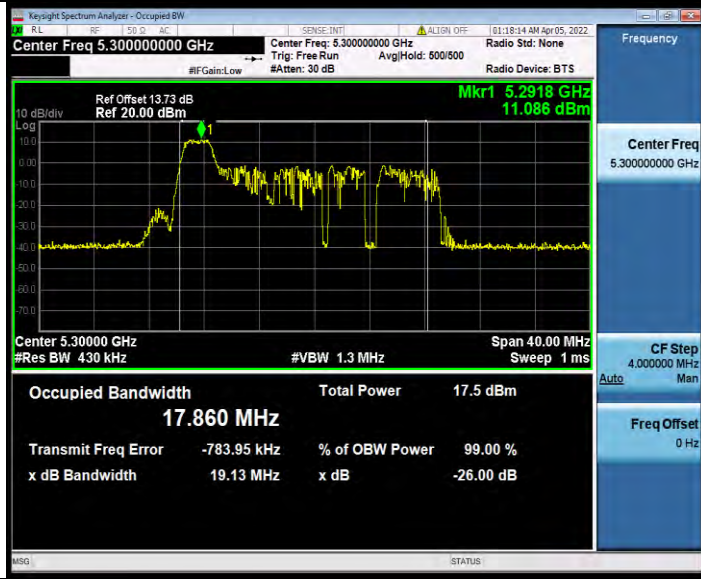 Keysight Spectrum Analyzer - Occupied BW
RL RF 50 Ω AC SENSE:INT ALIGN OFF 01:18:14 AM Apr 05, 2022
Center Freq 5.300000000 GHz
Center Freq: 5.300000000 GHz
Radio Std: None
Trig: Free Run Avg|Hold: 500/500
#IFGain:Low
#Atten: 30 dB
Radio Device: BTS
Frequency
Ref Offset 13.73 dB
Mkr1 5.2918 GHz
10 dB/div
Ref 20.00 dBm
11.086 dBm
Log
1
10.0
0.00
-10.0
-20.0
-30.0
-40.0
-50.0
-60.0
-70.0
Center Freq
5.300000000 GHz
Center 5.30000 GHz
Span 40.00 MHz
#Res BW 430 kHz
#VBW 1.3 MHz
Sweep 1 ms
CF Step
4.000000 MHz
Auto Man
Occupied Bandwidth
Total Power 17.5 dBm
17.860 MHz
Transmit Freq Error -783.95 kHz
% of OBW Power 99.00 %
x dB Bandwidth 19.13 MHz
x dB -26.00 dB
Freq Offset
0 Hz
MSG
STATUS